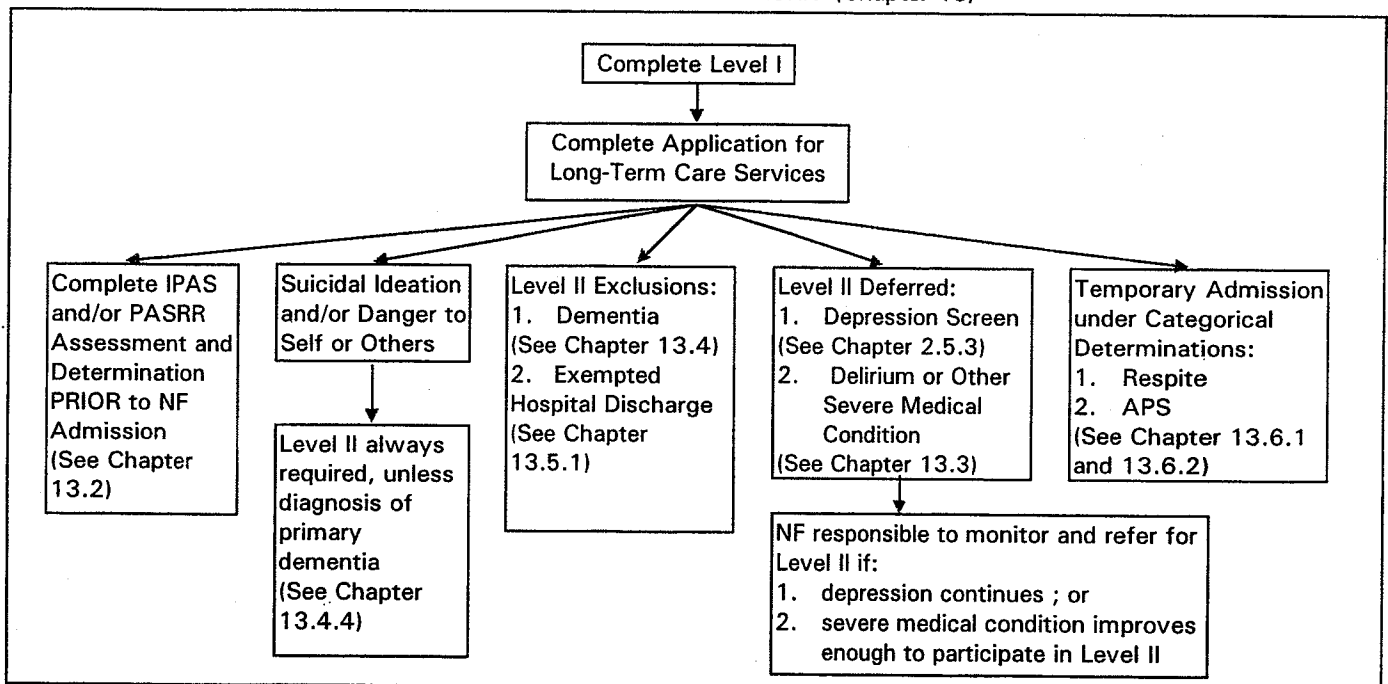 (Chapter 13)
Complete Level I
Complete Application for
Long-Term Care Services
Complete IPAS
and/or PASRR
Assessment and
Determination
PRIOR to NF
Admission
(See Chapter
13.2)
Suicidal Ideation
and/or Danger to
Self or Others
Level II always
required, unless
diagnosis of
primary
dementia
(See Chapter
13.4.4)
Level II Exclusions:
1. Dementia
(See Chapter 13.4)
2. Exempted
Hospital Discharge
(See Chapter
13.5.1)
Level II Deferred:
1. Depression Screen
(See Chapter 2.5.3)
2. Delirium or Other
Severe Medical
Condition
(See Chapter 13.3)
NF responsible to monitor and refer for
Level II if:
1. depression continues ; or
2. severe medical condition improves
enough to participate in Level II
Temporary Admission
under Categorical
Determinations:
1. Respite
2. APS
(See Chapter 13.6.1
and 13.6.2)